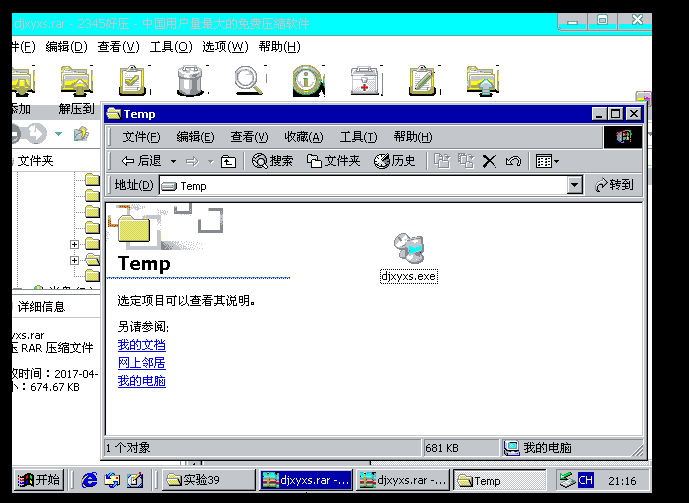 djxyxs.rar - 2345好压 - 中国用户量最大的免费压缩软件
件(F) 编辑(D) 查看(V) 工具(O) 选项(W) 帮助(H)
添加 解压到
Temp
文件(F) 编辑(E) 查看(V) 收藏(A) 工具(T) 帮助(H)
后退 搜索 文件夹 历史
地址(D) Temp 转到
文件夹
Temp
djxyxs.exe
选定项目可以查看其说明。
另请参阅:
我的文档
网上邻居
我的电脑
详细信息
yxs.rar
压 RAR 压缩文件
改时间：2017-04-
小：674.67 KB
1 个对象 681 KB 我的电脑
开始 实验39 djxyxs.rar -... djxyxs.rar -... Temp CH 21:16